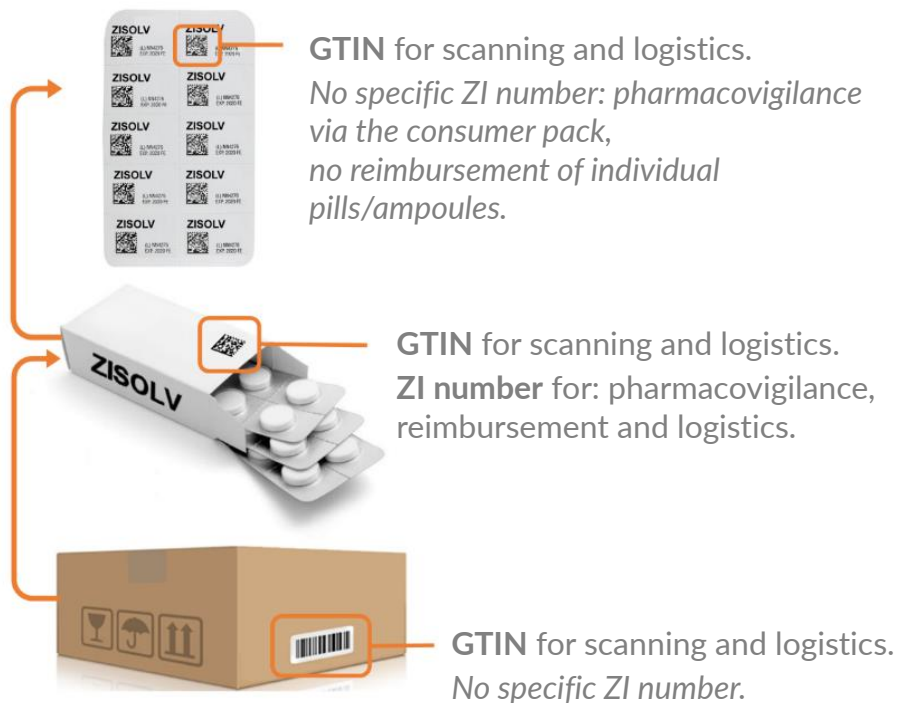 ZISOLV ZISOLV
GTIN for scanning and logistics.
No specific ZI number: pharmacovigilance
via the consumer pack,
no reimbursement of individual
pills/ampoules.
ZISOLV ZISOLV
ZISOLV ZISOLV
ZISOLV ZISOLV
ZISOLV ZISOLV
GTIN for scanning and logistics.
ZI number for: pharmacovigilance,
reimbursement and logistics.
ZISOLV
GTIN for scanning and logistics.
No specific ZI number.